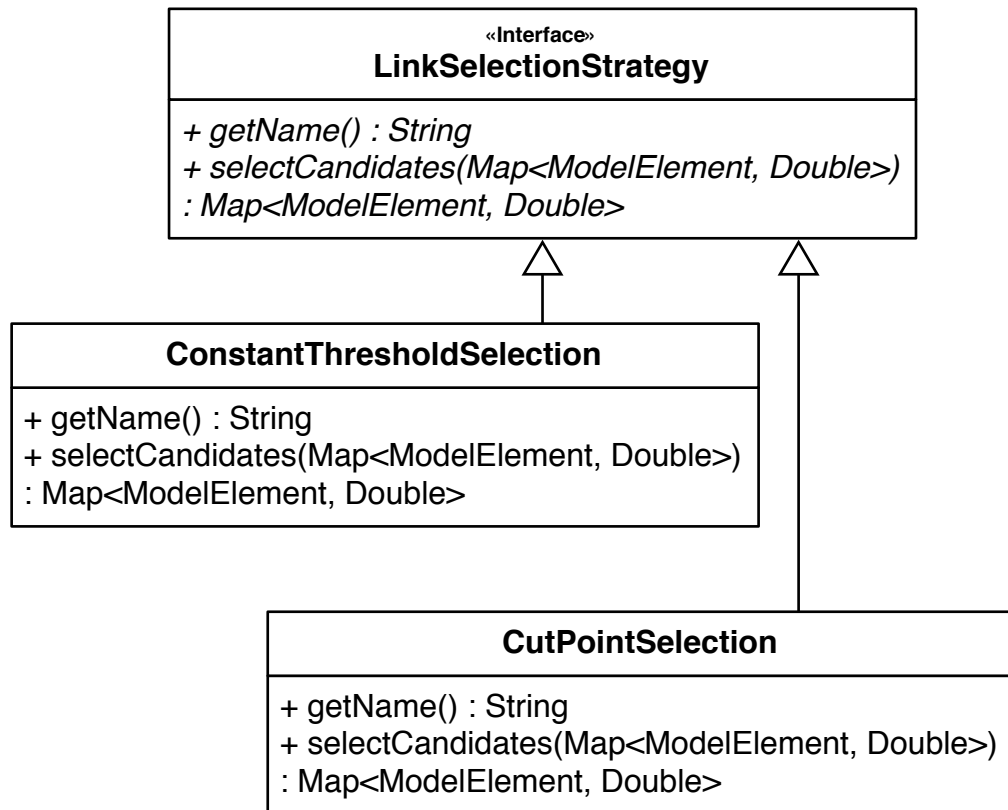 «Interface»
LinkSelectionStrategy
+ getName() : String
+ selectCandidates(Map<ModelElement, Double>)
: Map<ModelElement, Double>
ConstantThresholdSelection
+ getName() : String
+ selectCandidates(Map<ModelElement, Double>)
: Map<ModelElement, Double>
CutPointSelection
+ getName() : String
+ selectCandidates(Map<ModelElement, Double>)
: Map<ModelElement, Double>